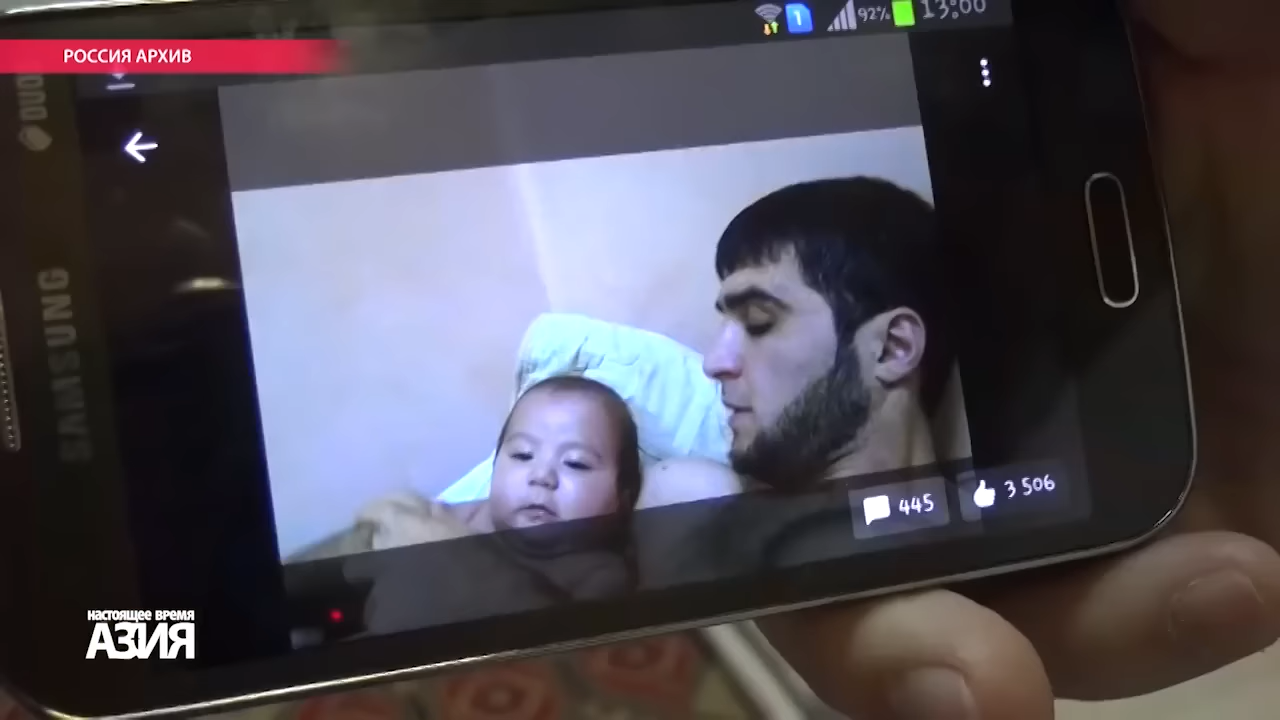 РОССИЯ АРХИВ
1
92%
13:00
DUOS
SAMSUNG
445
3 506
настоящее время
АЗИЯ